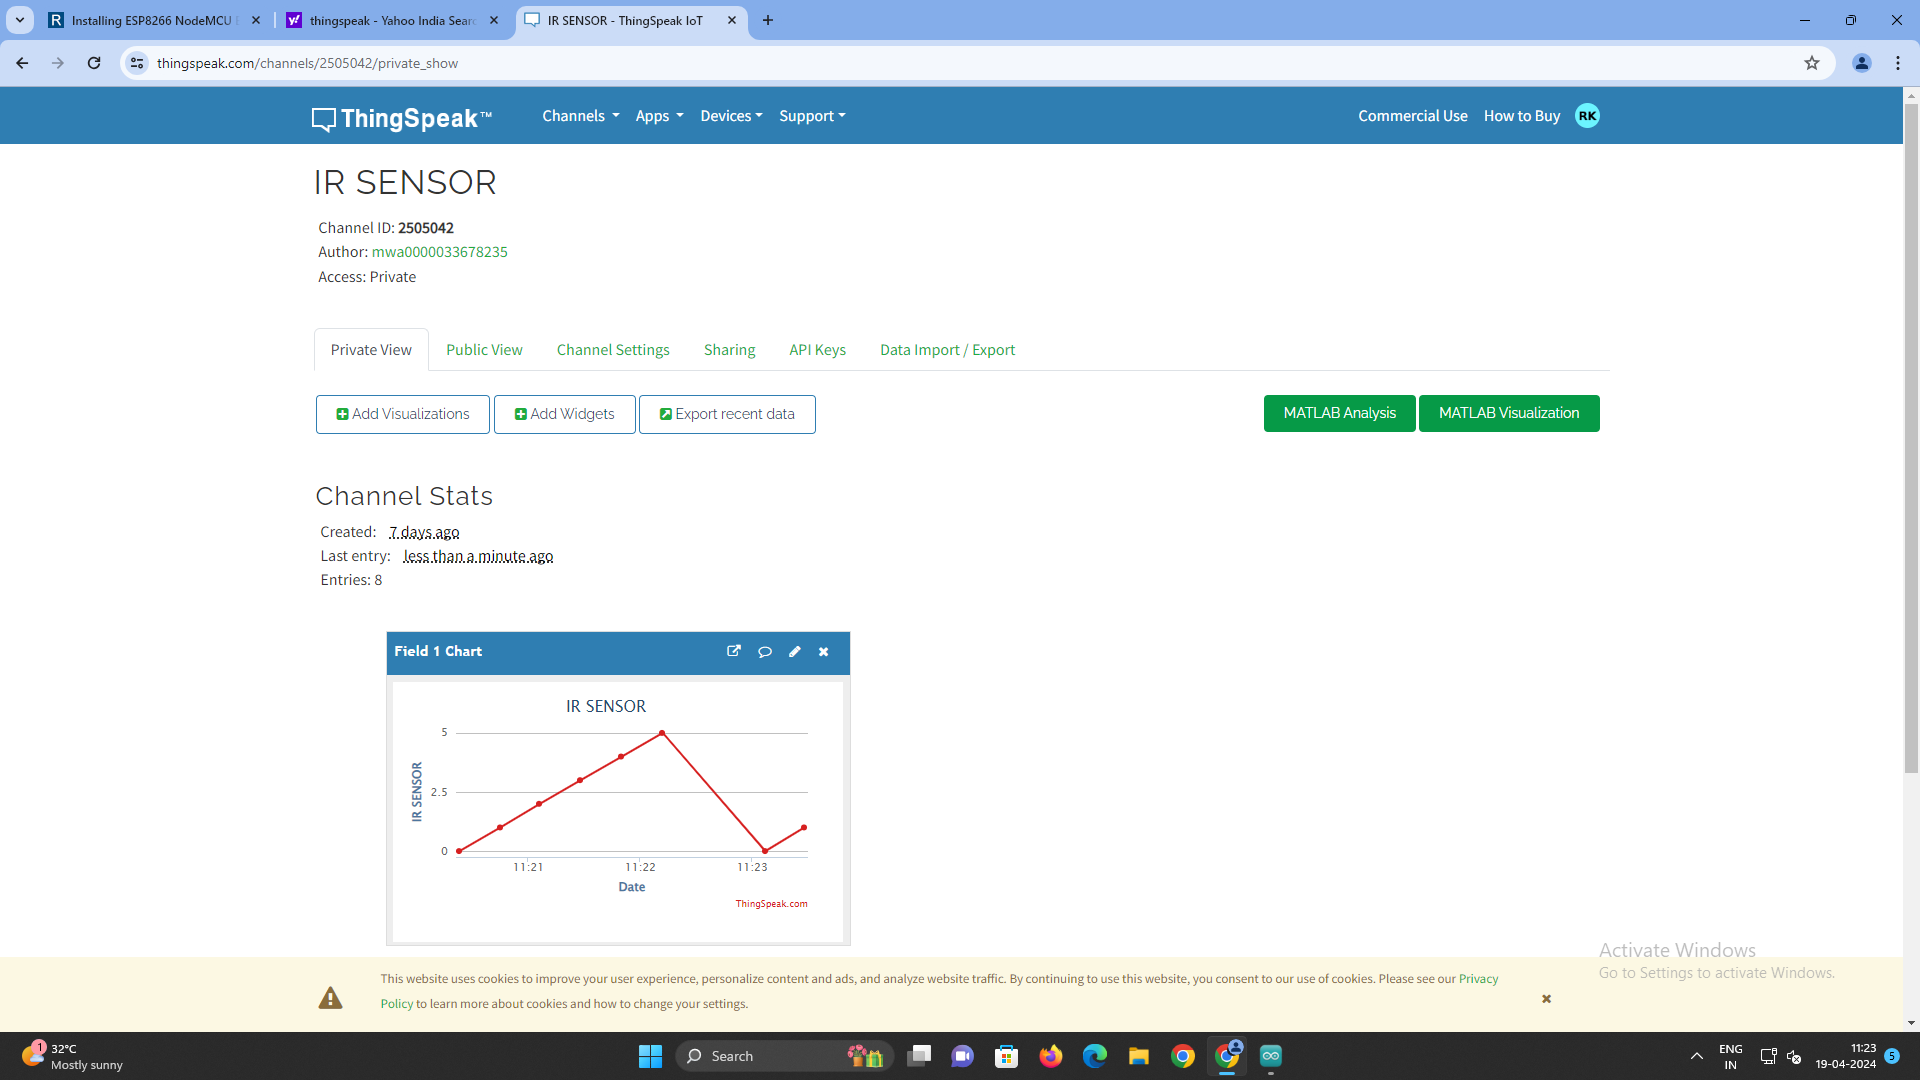 Installing ESP8266 NodeMCU
thingspeak - Yahoo India Sear
IR SENSOR - ThingSpeak IoT
thingspeak.com/channels/2505042/private_show
ThingSpeak™
Channels
Apps
Devices
Support
Commercial Use
How to Buy
RK
IR SENSOR
Channel ID: 2505042
Author: mwa0000033678235
Access: Private
Private View
Public View
Channel Settings
Sharing
API Keys
Data Import / Export
Add Visualizations
Add Widgets
Export recent data
MATLAB Analysis
MATLAB Visualization
Channel Stats
Created: 7 days ago
Last entry: less than a minute ago
Entries: 8
Field 1 Chart
IR SENSOR
IR SENSOR
5
2.5
0
11:21
11:22
11:23
Date
ThingSpeak.com
Activate Windows
Go to Settings to activate Windows.
This website uses cookies to improve your user experience, personalize content and ads, and analyze website traffic. By continuing to use this website, you consent to our use of cookies. Please see our Privacy
Policy to learn more about cookies and how to change your settings.
1
32°C
Mostly sunny
Search
ENG
IN
11:23
19-04-2024
5